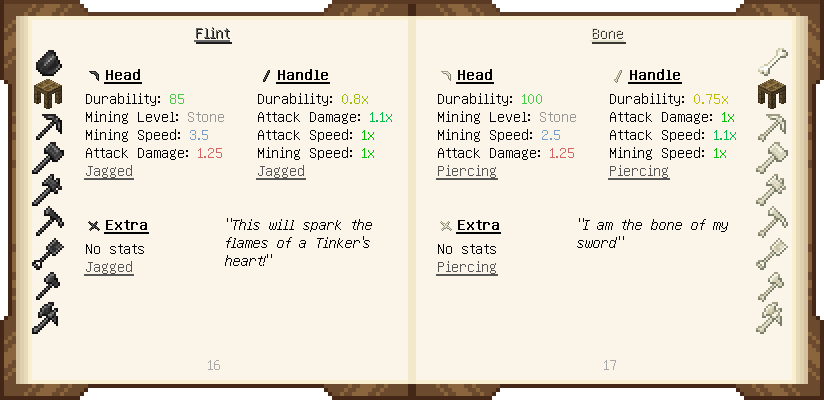 Flint
Head
Durability: 85
Mining Level: Stone
Mining Speed: 3.5
Attack Damage: 1.25
Jagged
Handle
Durability: 0.8x
Attack Damage: 1.1x
Attack Speed: 1x
Mining Speed: 1x
Jagged
Extra
No stats
Jagged
"This will spark the
flames of a Tinker's
heart!"
16
Bone
Head
Durability: 100
Mining Level: Stone
Mining Speed: 2.5
Attack Damage: 1.25
Piercing
Handle
Durability: 0.75x
Attack Damage: 1x
Attack Speed: 1.1x
Mining Speed: 1x
Piercing
Extra
No stats
Piercing
"I am the bone of my
sword"
17